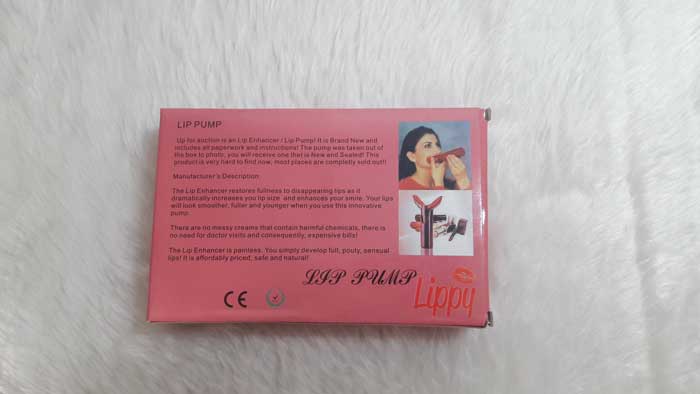 LIP PUMP
Up for auction is an Lip Enhancer / Lip Pump! It is Brand New and
includes all paperwork and instructions! The pump was taken out of
the box to photo, you will receive one that is New and Sealed! This
product is very hard to find now, most places are completly sold out!!
Manufacturer's Description:
The Lip Enhancer restores fullness to disappearing lips as it
dramatically increases you lip size and enhances your smile. Your lips
will look smoother, fuller and younger when you use this innovative
pump.
There are no messy creams that contain harmful chemicals, there is
no need for doctor visits and consequently, expensive bills!
The Lip Enhancer is painless. You simply develop full, pouty, sensual
lips! It is affordably priced, safe and natural!
LIP PUMP
Lippy
CE